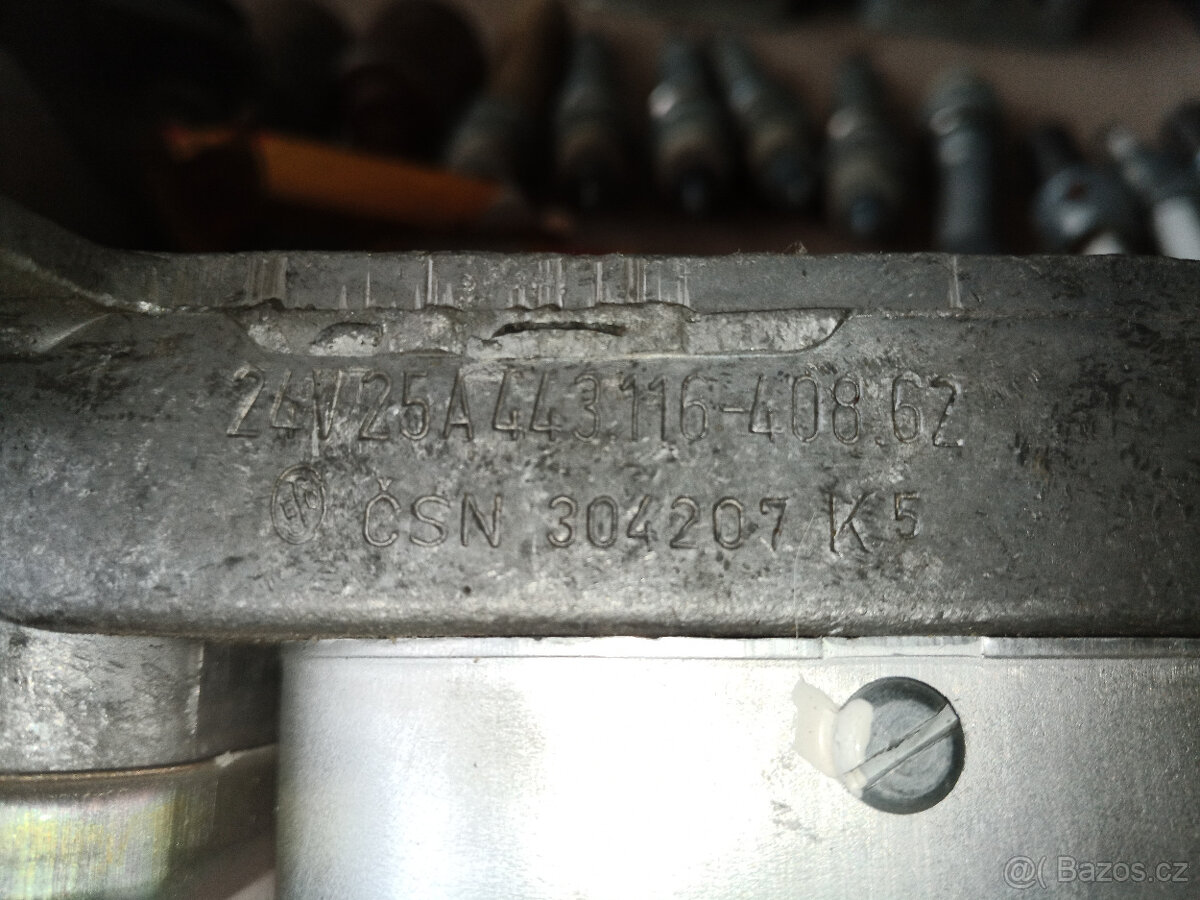 24V 25A 443.116-408.62
ČSN 304207 K5
@( Bazos.cz